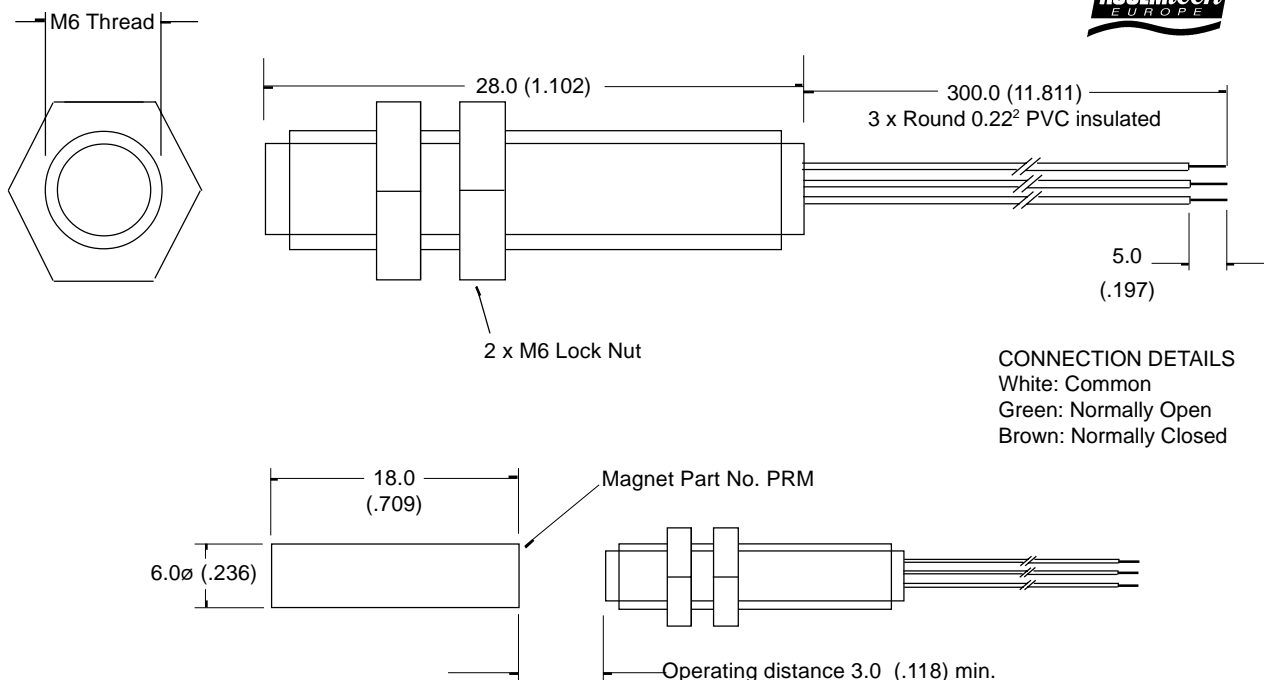 EUROPE
M6 Thread
28.0 (1.102)
300.0 (11.811)
3 x Round 0.22² PVC insulated
5.0
(.197)
2 x M6 Lock Nut
CONNECTION DETAILS
White: Common
Green: Normally Open
Brown: Normally Closed
18.0
(.709)
Magnet Part No. PRM
6.0ø (.236)
Operating distance 3.0 (.118) min.